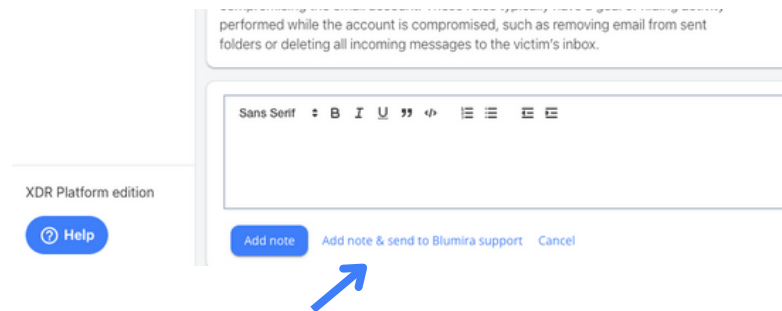 performed while the account is compromised, such as removing email from sent
folders or deleting all incoming messages to the victim's inbox.
Sans Serif B I U
XDR Platform edition
Help
Add note Add note & send to Blumira support Cancel